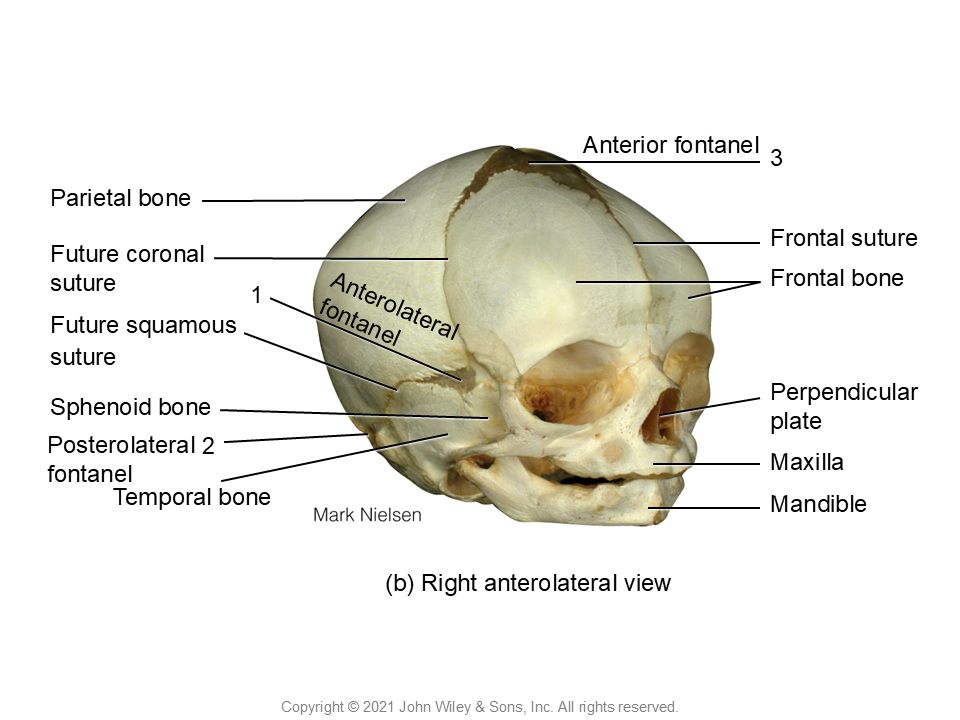 Anterior fontanel
3
Parietal bone
Frontal suture
Future coronal
suture
Frontal bone
1
Anterolateral
fontanel
Future squamous
suture
Perpendicular
plate
Sphenoid bone
Posterolateral 2
fontanel
Maxilla
Temporal bone
Mandible
Mark Nielsen
(b) Right anterolateral view
Copyright © 2021 John Wiley & Sons, Inc. All rights reserved.